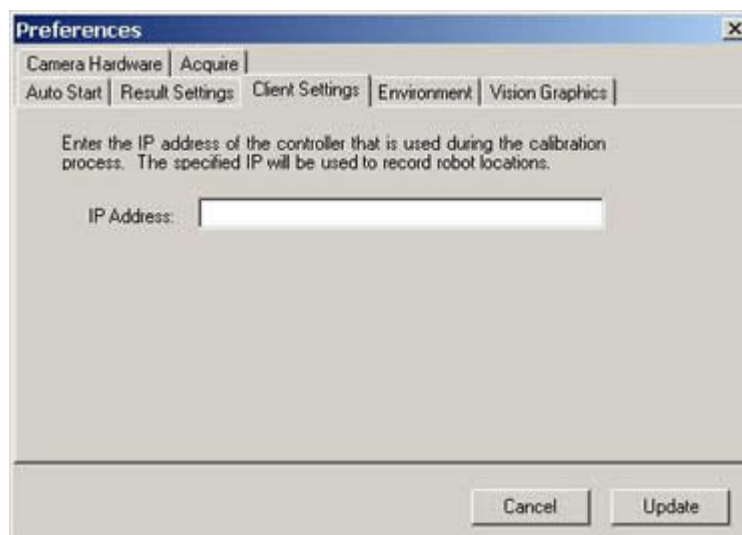 Preferences
Camera Hardware Acquire
Auto Start Result Settings Client Settings Environment Vision Graphics
Enter the IP address of the controller that is used during the calibration
process. The specified IP will be used to record robot locations.
IP Address:
Cancel Update